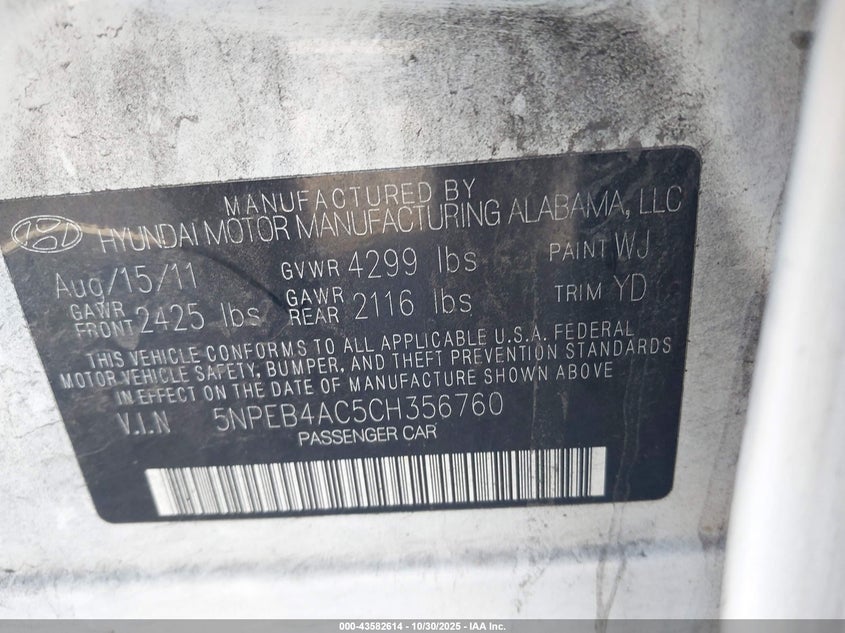 MANUFACTURED BY
HYUNDAI MOTOR MANUFACTURING ALABAMA, LLC
Aug/15/11 GVWR 4299 lbs PAINT WJ
GAWR FRONT 2425 lbs GAWR REAR 2116 lbs TRIM YD
THIS VEHICLE CONFORMS TO ALL APPLICABLE U.S.A. FEDERAL
MOTOR VEHICLE SAFETY, BUMPER, AND THEFT PREVENTION STANDARDS
IN EFFECT ON THE DATE OF MANUFACTURE SHOWN ABOVE
V.I.N 5NPEB4AC5CH356760
PASSENGER CAR
000-43582614 - 10/30/2025 - IAA Inc.